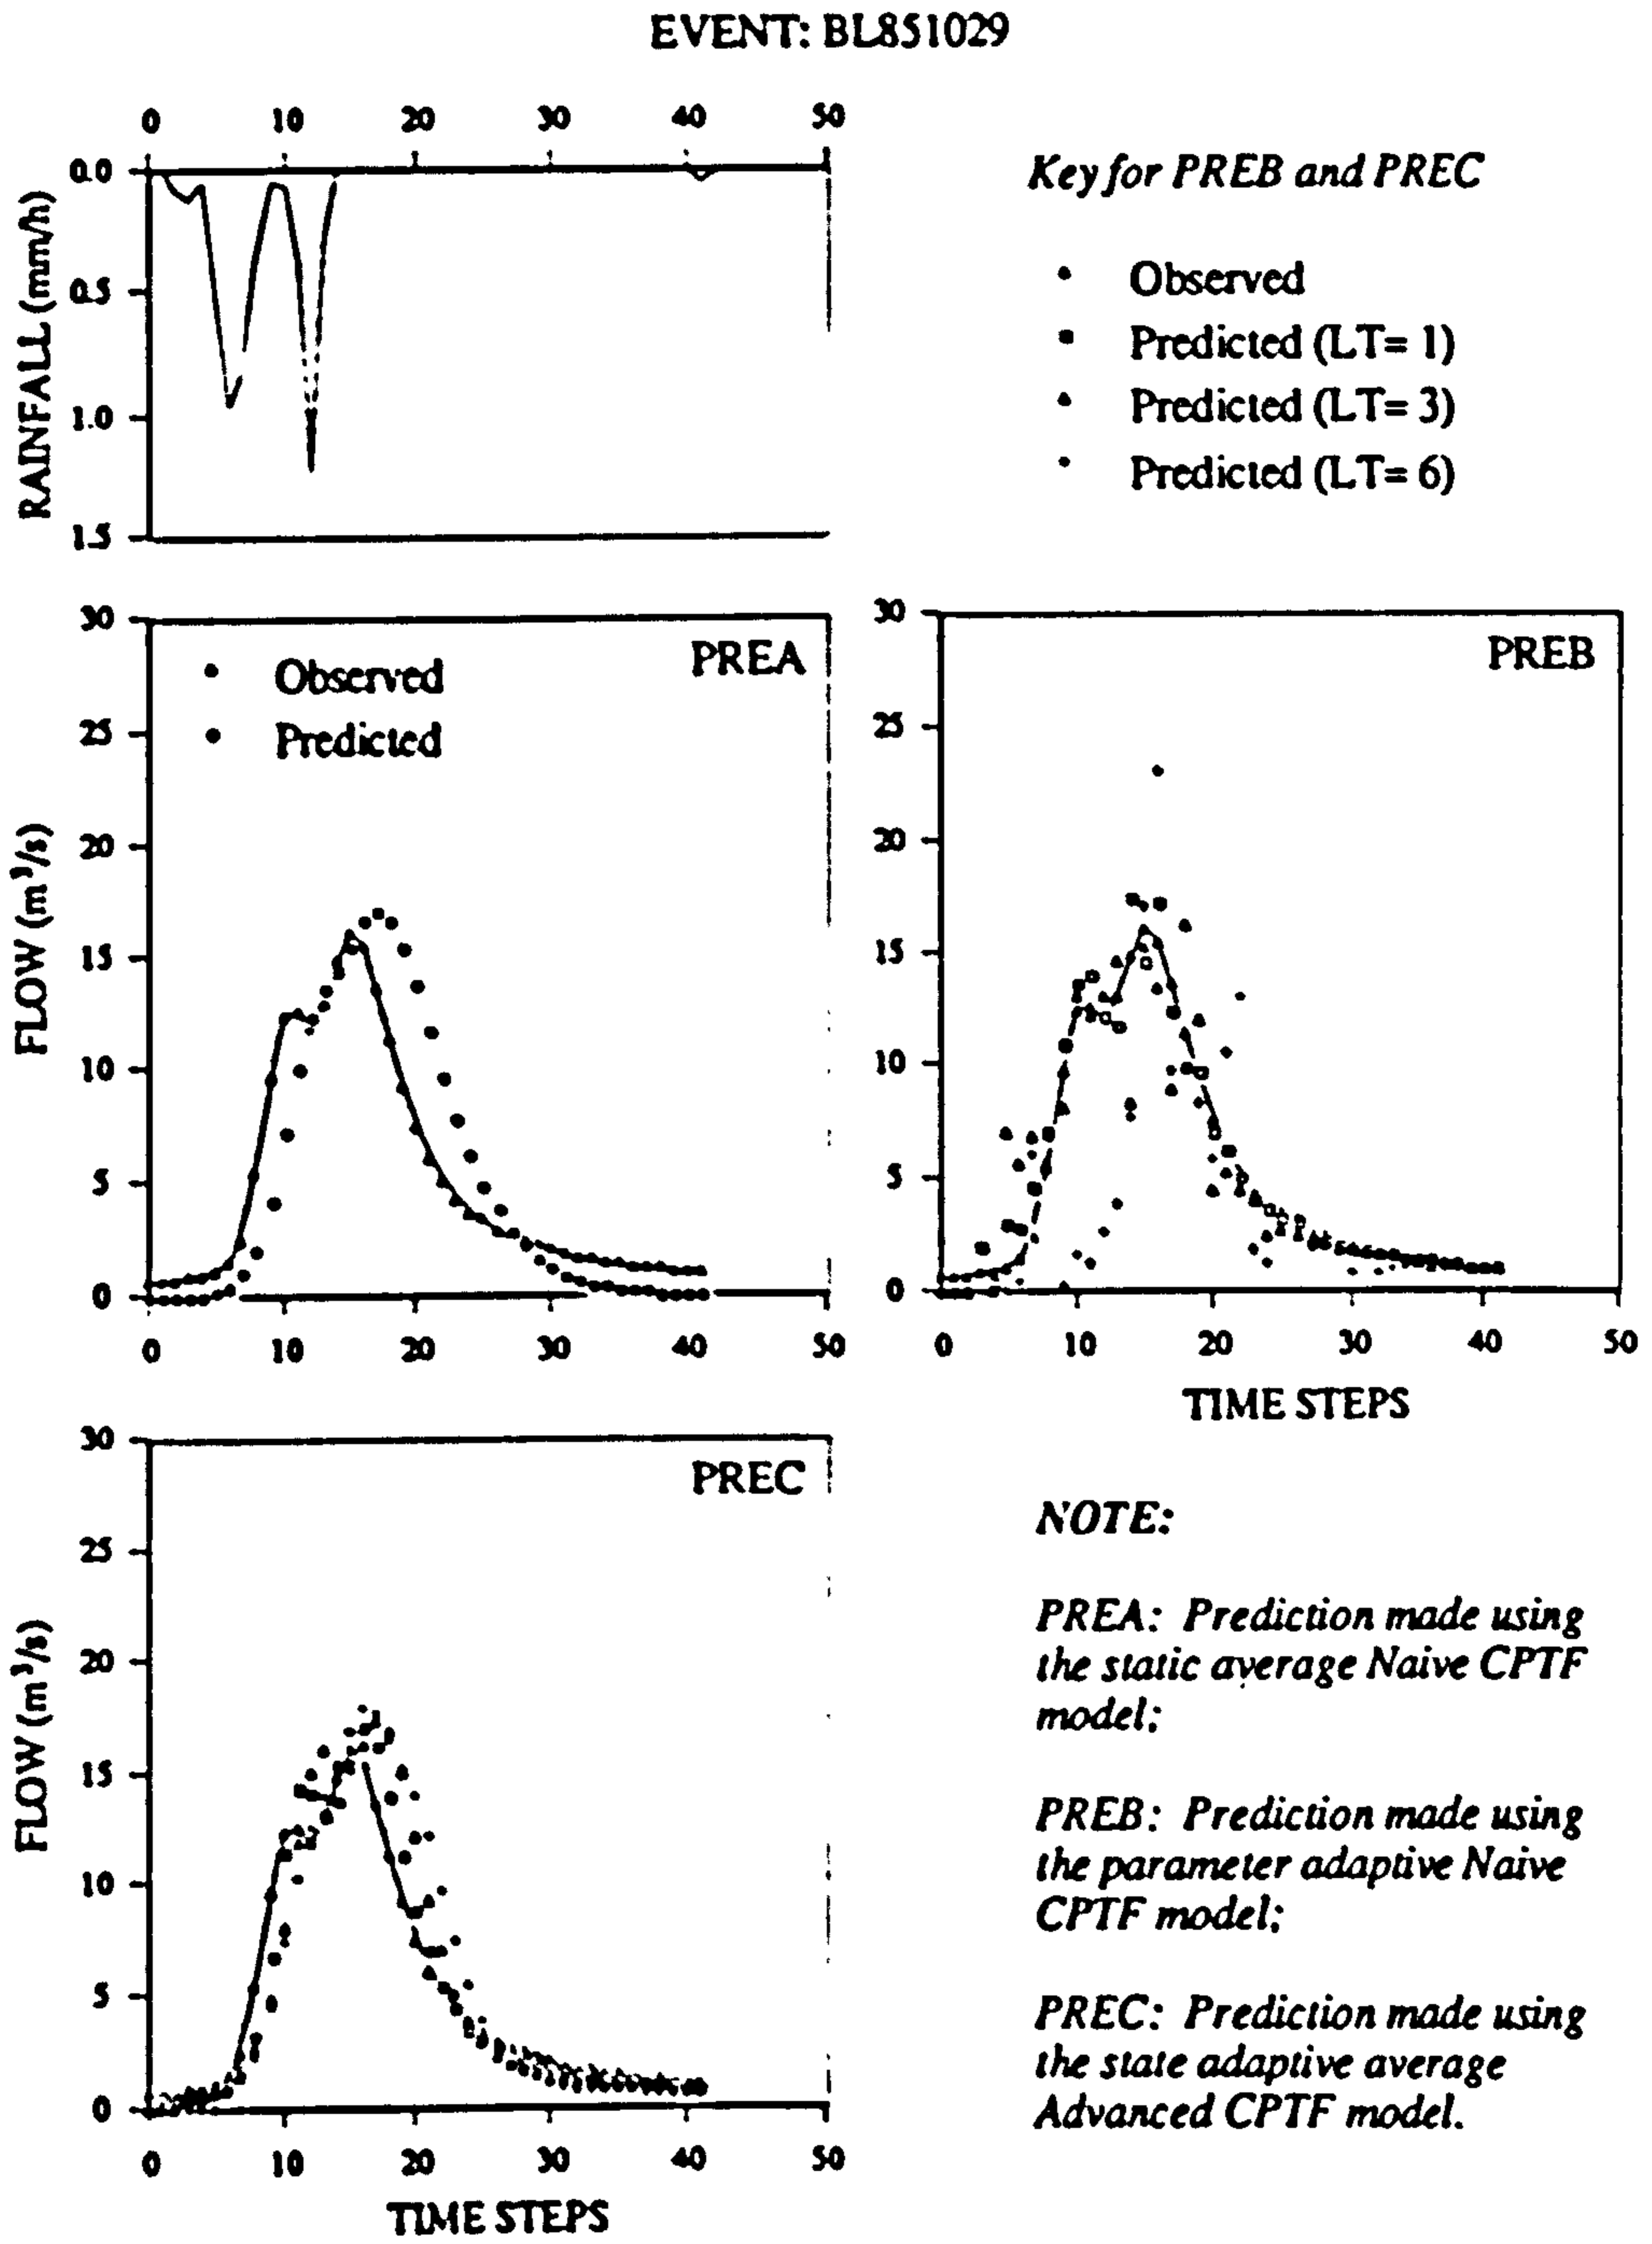 EVENT: BL851029
0 10 20 30 40 50
0.0
0.5
1.0
1.5
RAINFALL (mm/h)
Key for PREB and PREC
Observed
Predicted (LT= 1)
Predicted (LT= 3)
Predicted (LT= 6)
30
25
20
15
10
5
0
FLOW (m³/s)
PREA
Observed
Predicted
0 10 20 30 40 50
30
25
20
15
10
5
0
PREB
0 10 20 30 40 50
TIME STEPS
30
25
20
15
10
5
0
FLOW (m³/s)
PREC
0 10 20 30 40 50
TIME STEPS
NOTE:
PREA: Prediction made using
the static average Naive CPTF
model;
PREB: Prediction made using
the parameter adaptive Naive
CPTF model;
PREC: Prediction made using
the state adaptive average
Advanced CPTF model.